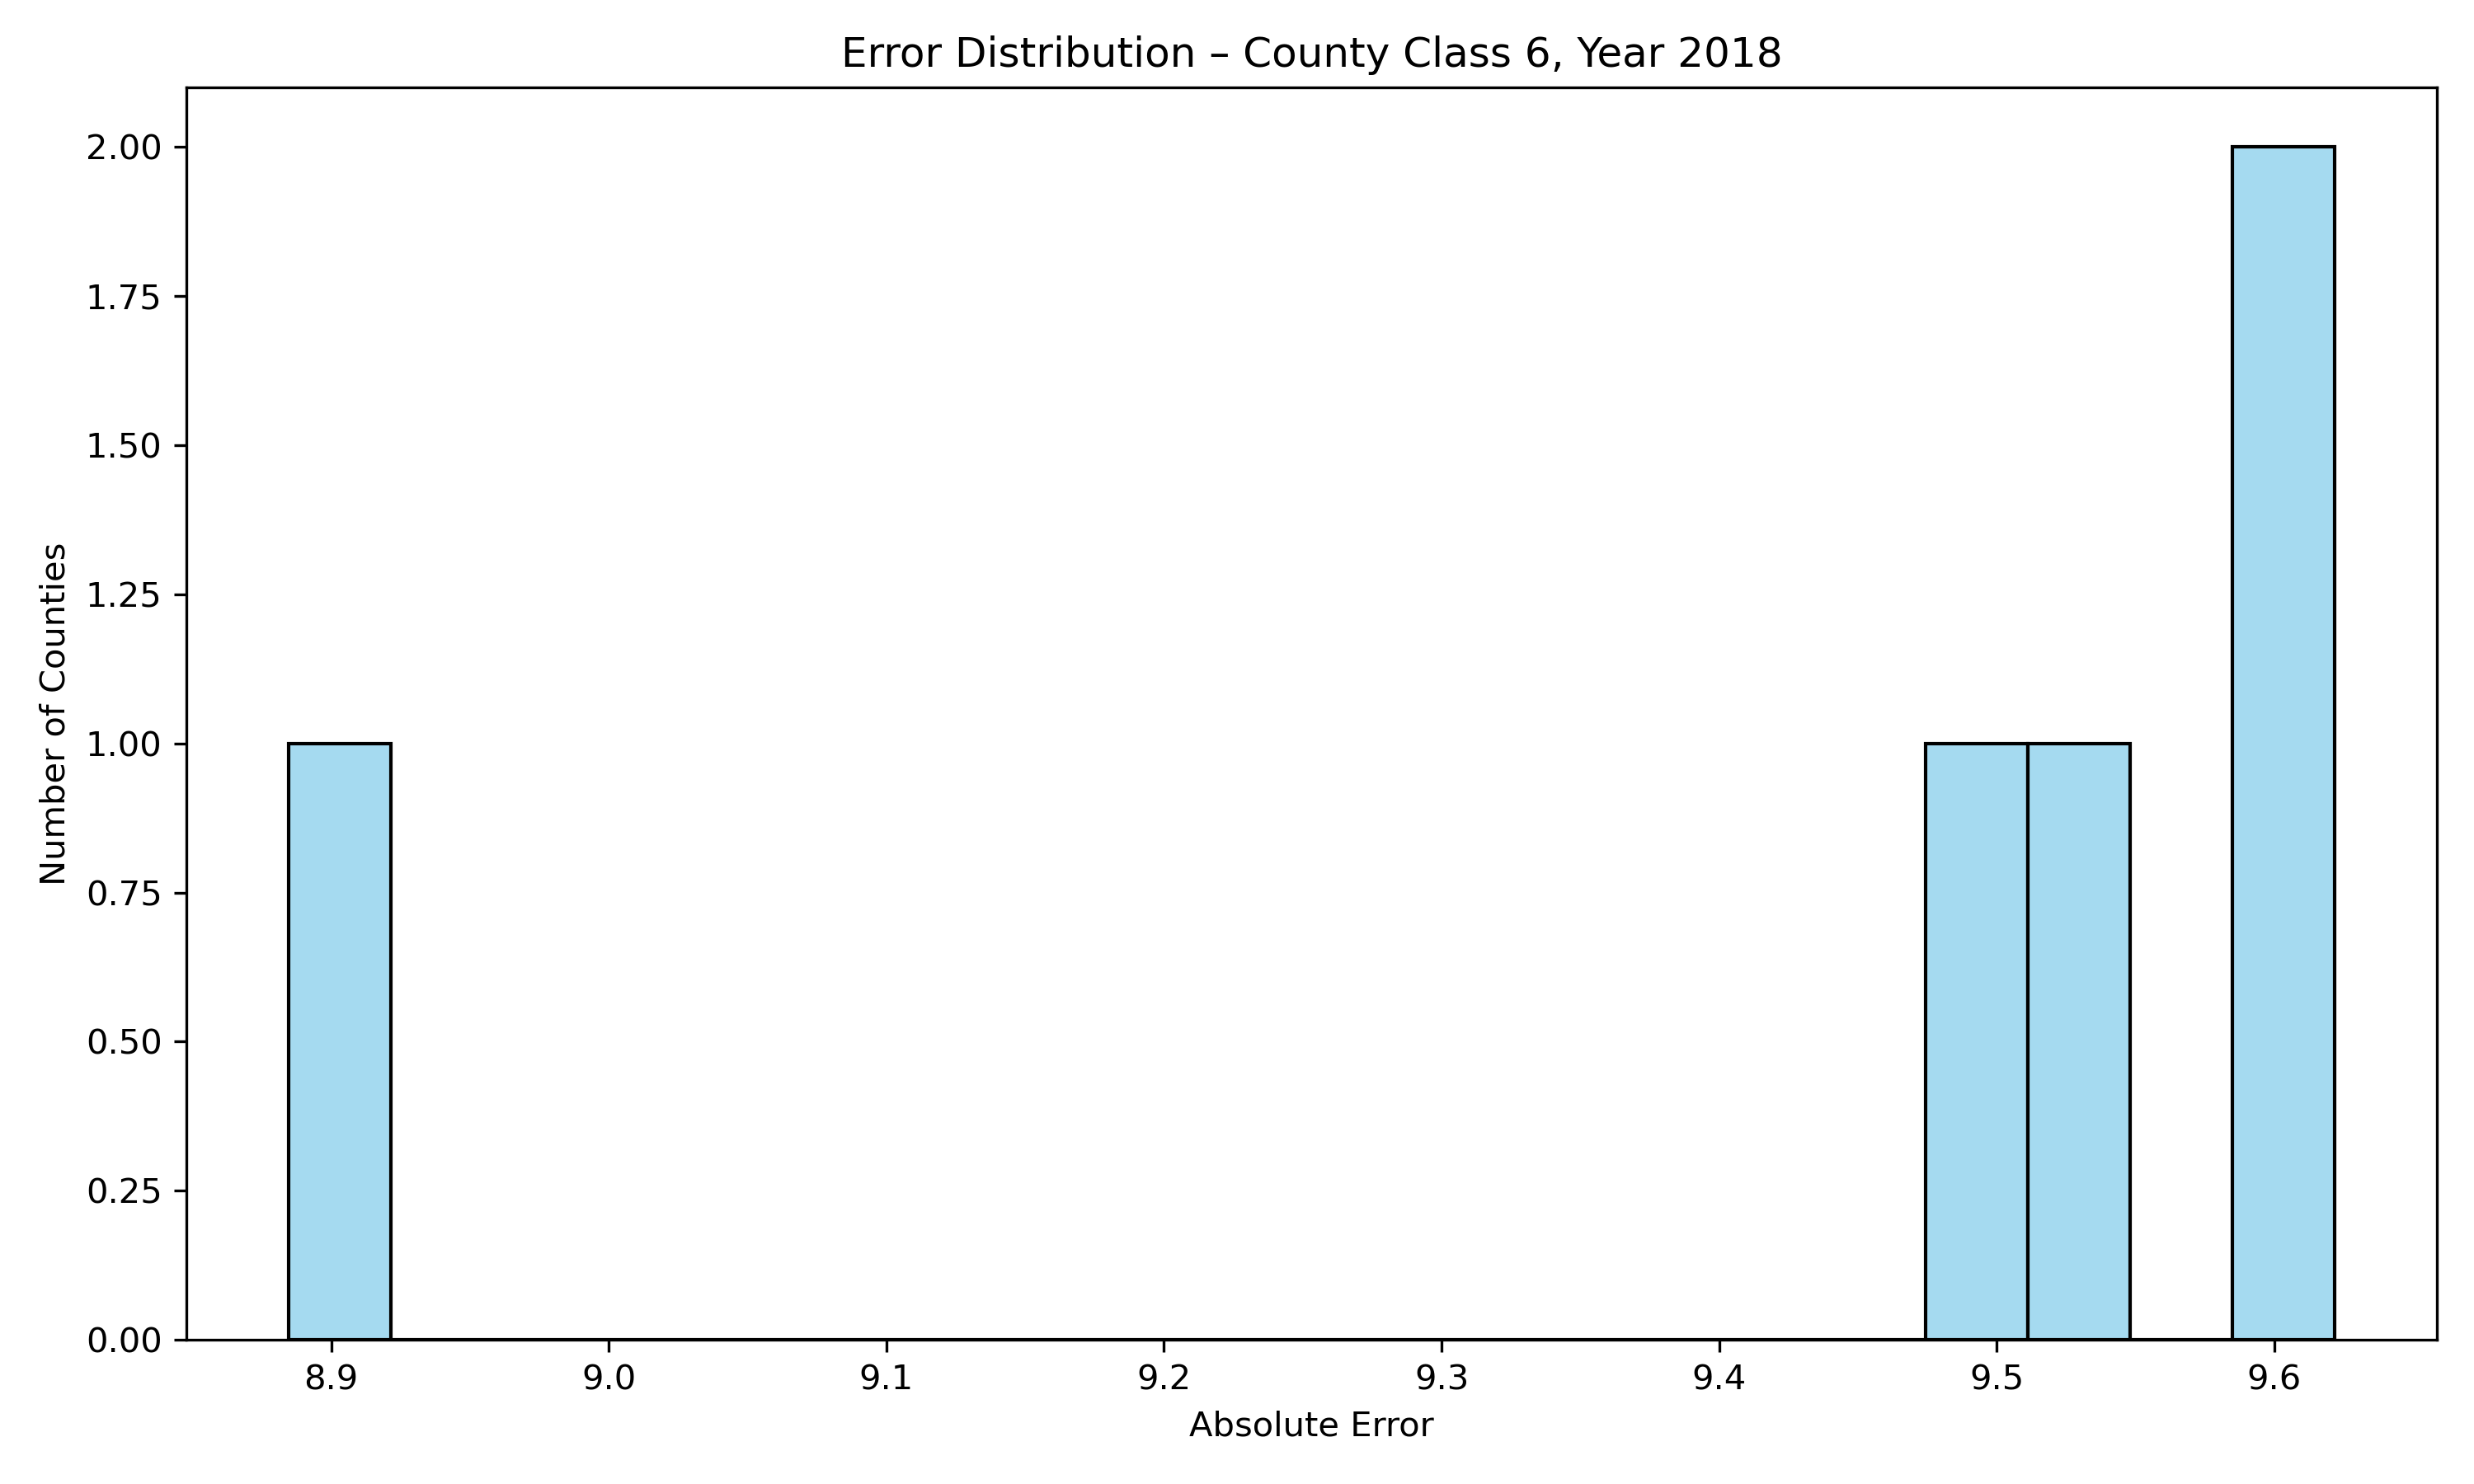 Error Distribution – County Class 6, Year 2018
2.00
1.75
1.50
1.25
1.00
0.75
0.50
0.25
0.00
Number of Counties
8.9 9.0 9.1 9.2 9.3 9.4 9.5 9.6
Absolute Error